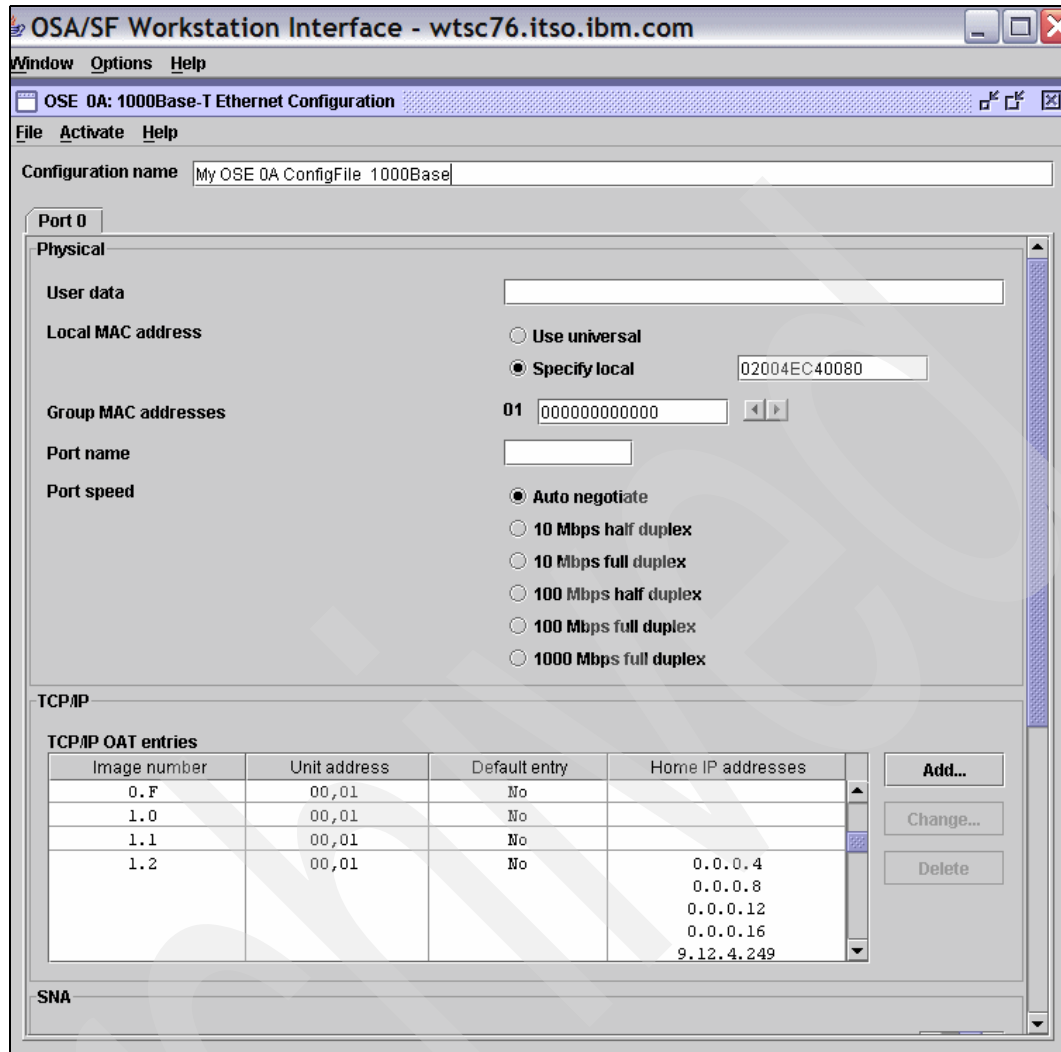 OSA/SF Workstation Interface - wtsc76.itso.ibm.com
Window Options Help
OSE 0A: 1000Base-T Ethernet Configuration
File Activate Help
Configuration name My OSE 0A ConfigFile 1000Base
Port 0
Physical
User data
Local MAC address Use universal
Specify local 02004EC40080
Group MAC addresses 01 000000000000
Port name
Port speed Auto negotiate
10 Mbps half duplex
10 Mbps full duplex
100 Mbps half duplex
100 Mbps full duplex
1000 Mbps full duplex
TCP/IP
TCP/IP OAT entries
Image number Unit address Default entry Home IP addresses Add...
0.F 00,01 No
1.0 00,01 No Change...
1.1 00,01 No
1.2 00,01 No 0.0.0.4 Delete
0.0.0.8
0.0.0.12
0.0.0.16
9.12.4.249
SNA